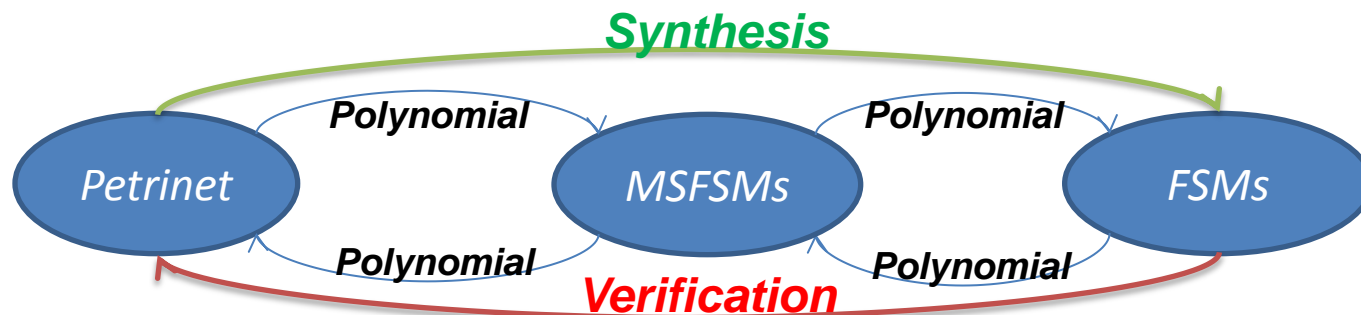 Synthesis
Polynomial
Polynomial
Petrinet
MSFSMs
FSMs
Polynomial
Polynomial
Verification